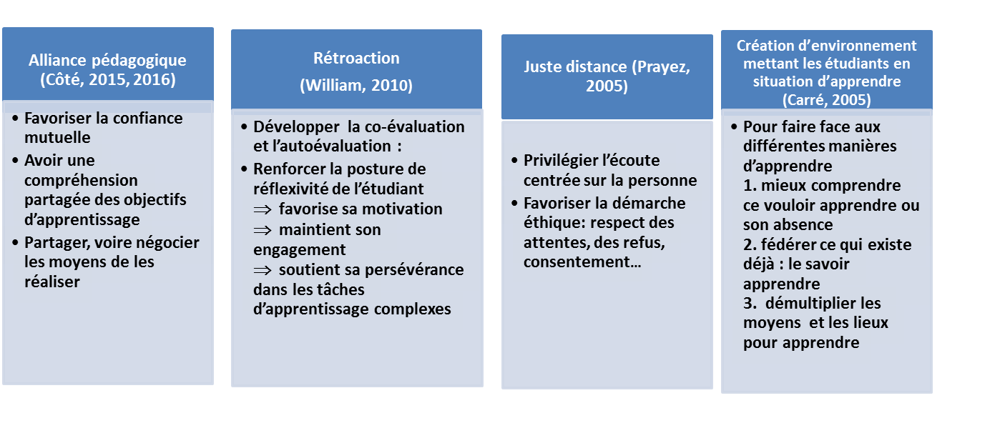 Alliance pédagogique
(Côté, 2015, 2016)
• Favoriser la confiance
mutuelle
• Avoir une
compréhension
partagée des objectifs
d’apprentissage
• Partager, voire négocier
les moyens de les
réaliser
Rétroaction
(William, 2010)
• Développer la co-évaluation
et l’autoévaluation :
• Renforcer la posture de
réflexivité de l’étudiant
⇒ favorise sa motivation
⇒ maintient son
engagement
⇒ soutient sa persévérance
dans les tâches
d’apprentissage complexes
Juste distance (Prayez,
2005)
• Privilégier l’écoute
centrée sur la personne
• Favoriser la démarche
éthique: respect des
attentes, des refus,
consentement…
Création d’environnement
mettant les étudiants en
situation d’apprendre
(Carré, 2005)
• Pour faire face aux
différentes manières
d’apprendre
1. mieux comprendre
ce vouloir apprendre ou
son absence
2. fédérer ce qui existe
déjà : le savoir
apprendre
3. démultiplier les
moyens et les lieux
pour apprendre